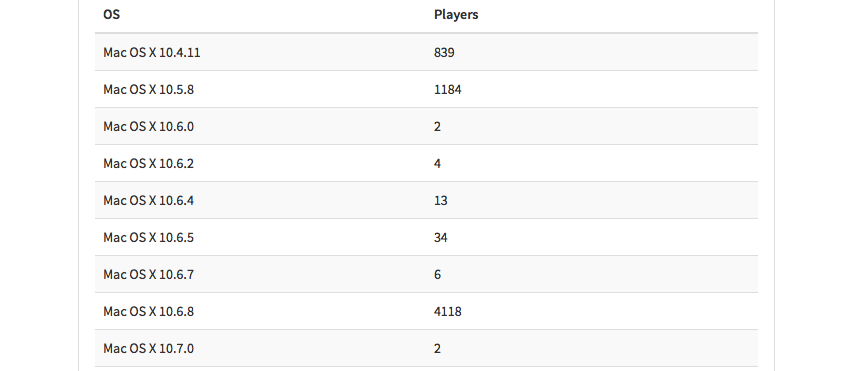 OS Players
Mac OS X 10.4.11 839
Mac OS X 10.5.8 1184
Mac OS X 10.6.0 2
Mac OS X 10.6.2 4
Mac OS X 10.6.4 13
Mac OS X 10.6.5 34
Mac OS X 10.6.7 6
Mac OS X 10.6.8 4118
Mac OS X 10.7.0 2